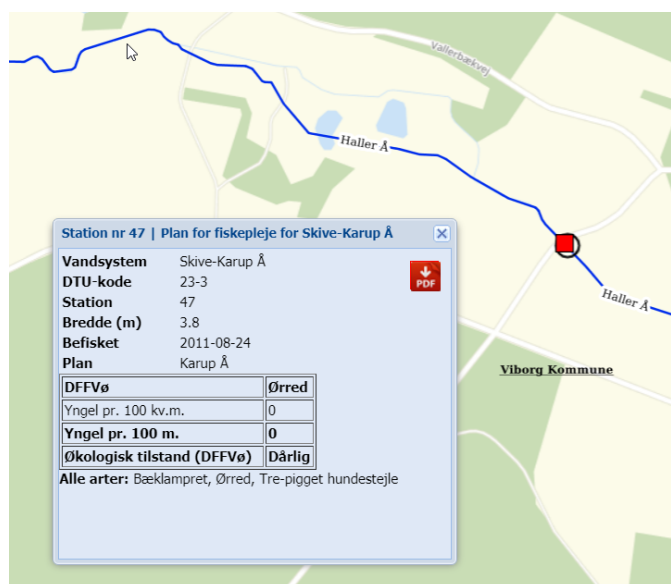 Vallerbækvej
Haller Å
Station nr 47 | Plan for fiskepleje for Skive-Karup Å
Vandsystem Skive-Karup Å
DTU-kode 23-3
PDF
Station 47
Bredde (m) 3.8
Befisket 2011-08-24
Plan Karup Å
DFFVø Ørred
Yngel pr. 100 kv.m. 0
Yngel pr. 100 m. 0
Økologisk tilstand (DFFVø) Dårlig
Alle arter: Bæklampret, Ørred, Tre-pigget hundestejle
Haller Å
Viborg Kommune